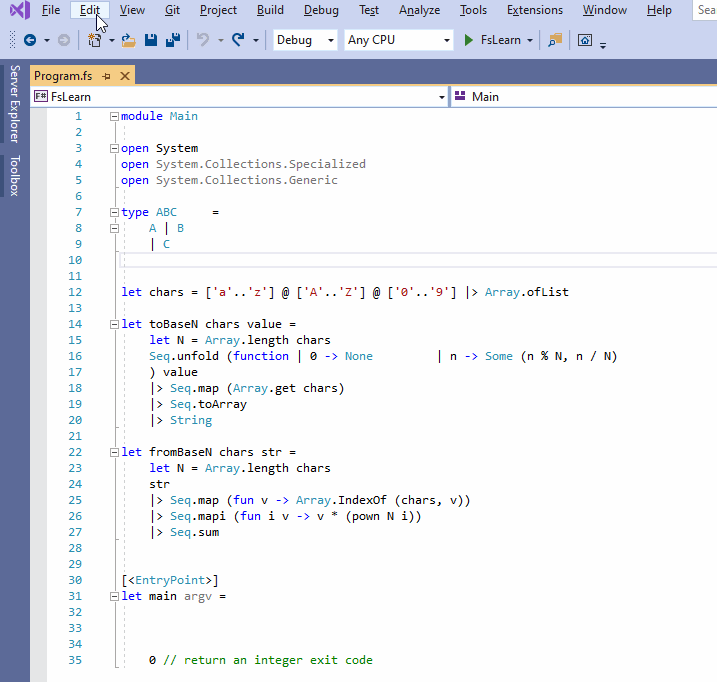 File Edit View Git Project Build Debug Test Analyze Tools Extensions Window Help Sea
Debug Any CPU FsLearn
Server Explorer
Toolbox
Program.fs
F# FsLearn Main
1 module Main
2
3 open System
4 open System.Collections.Specialized
5 open System.Collections.Generic
6
7 type ABC     =
8     A | B
9     | C
10
11
12 let chars = ['a'..'z'] @ ['A'..'Z'] @ ['0'..'9'] |> Array.ofList
13
14 let toBaseN chars value =
15     let N = Array.length chars
16     Seq.unfold (function | 0 -> None         | n -> Some (n % N, n / N)
17     ) value
18     |> Seq.map (Array.get chars)
19     |> Seq.toArray
20     |> String
21
22 let fromBaseN chars str =
23     let N = Array.length chars
24     str
25     |> Seq.map (fun v -> Array.IndexOf (chars, v))
26     |> Seq.mapi (fun i v -> v * (pown N i))
27     |> Seq.sum
28
29
30 [<EntryPoint>]
31 let main argv =
32
33
34
35     0 // return an integer exit code